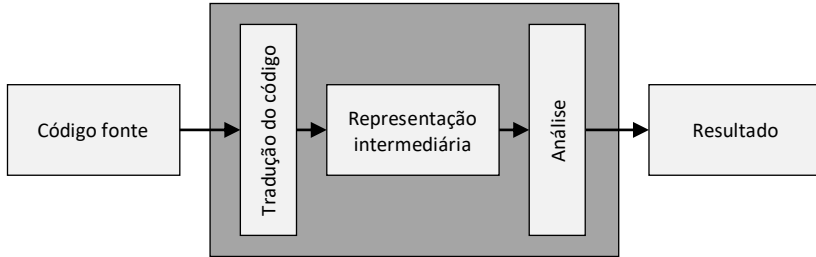 Código fonte
Tradução do código
Representação
intermediária
Análise
Resultado